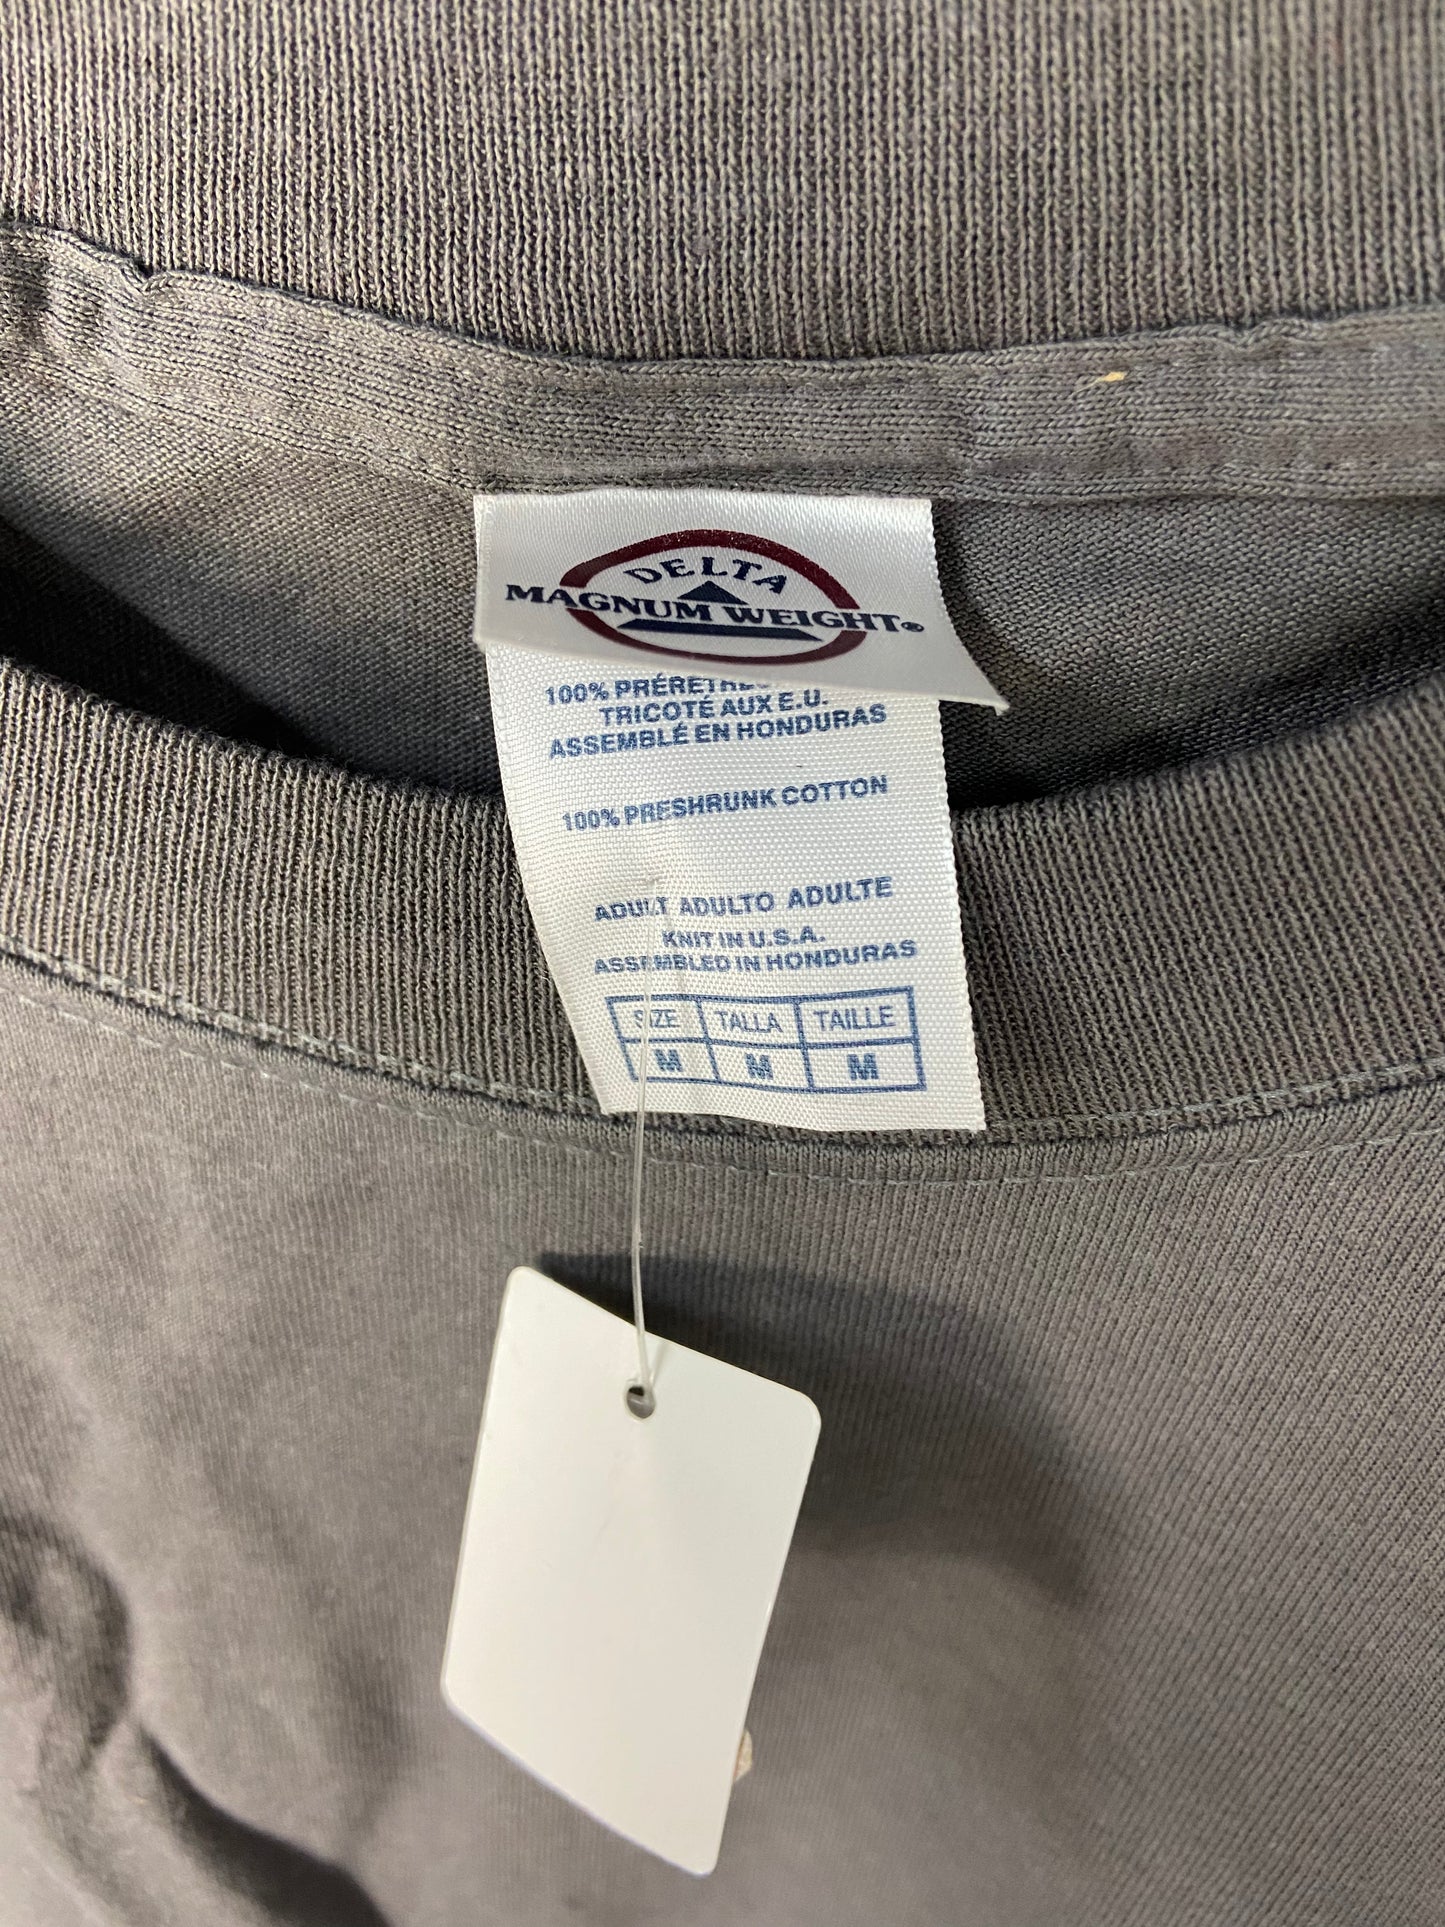 DELTA
MAGNUM WEIGHT®
100%
TRICOTÉ AUX E.U.
ASSEMBLÉ EN HONDURAS
100% PRESHRUNK COTTON
ADULT ADULTO ADULTE
KNIT IN U.S.A.
ASSEMBLED IN HONDURAS
SIZE TALLA TAILLE
M M M